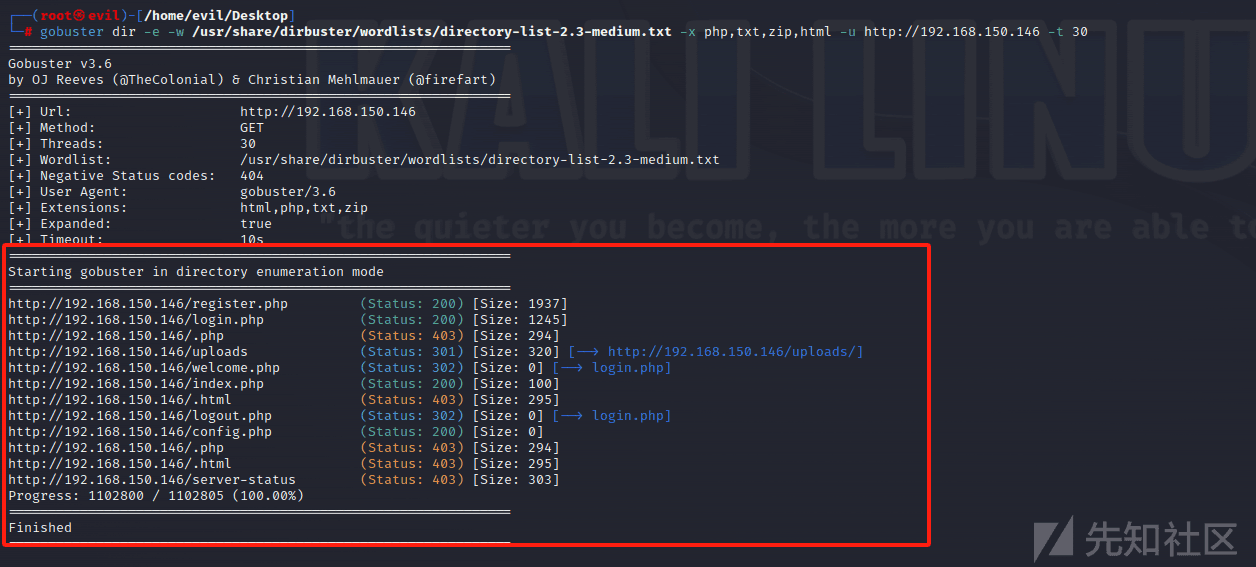 ┌──(root㉿evil)-[/home/evil/Desktop]
└─# gobuster dir -e -w /usr/share/dirbuster/wordlists/directory-list-2.3-medium.txt -x php,txt,zip,html -u http://192.168.150.146 -t 30
===============================================================
Gobuster v3.6
by OJ Reeves (@TheColonial) & Christian Mehlmauer (@firefart)
===============================================================
[+] Url:                     http://192.168.150.146
[+] Method:                  GET
[+] Threads:                 30
[+] Wordlist:                /usr/share/dirbuster/wordlists/directory-list-2.3-medium.txt
[+] Negative Status codes:   404
[+] User Agent:              gobuster/3.6
[+] Extensions:              html,php,txt,zip
[+] Expanded:                true
[+] Timeout:                 10s
===============================================================
Starting gobuster in directory enumeration mode
===============================================================
http://192.168.150.146/register.php         (Status: 200) [Size: 1937]
http://192.168.150.146/login.php            (Status: 200) [Size: 1245]
http://192.168.150.146/.php                 (Status: 403) [Size: 294]
http://192.168.150.146/uploads              (Status: 301) [Size: 320] [--> http://192.168.150.146/uploads/]
http://192.168.150.146/welcome.php          (Status: 302) [Size: 0] [--> login.php]
http://192.168.150.146/index.php            (Status: 200) [Size: 100]
http://192.168.150.146/.html                (Status: 403) [Size: 295]
http://192.168.150.146/logout.php           (Status: 302) [Size: 0] [--> login.php]
http://192.168.150.146/config.php           (Status: 200) [Size: 0]
http://192.168.150.146/.php                 (Status: 403) [Size: 294]
http://192.168.150.146/.html                (Status: 403) [Size: 295]
http://192.168.150.146/server-status        (Status: 403) [Size: 303]
Progress: 1102800 / 1102805 (100.00%)
===============================================================
Finished
===============================================================
KALI LINU
"the quieter you become, the more you are able to
先知社区